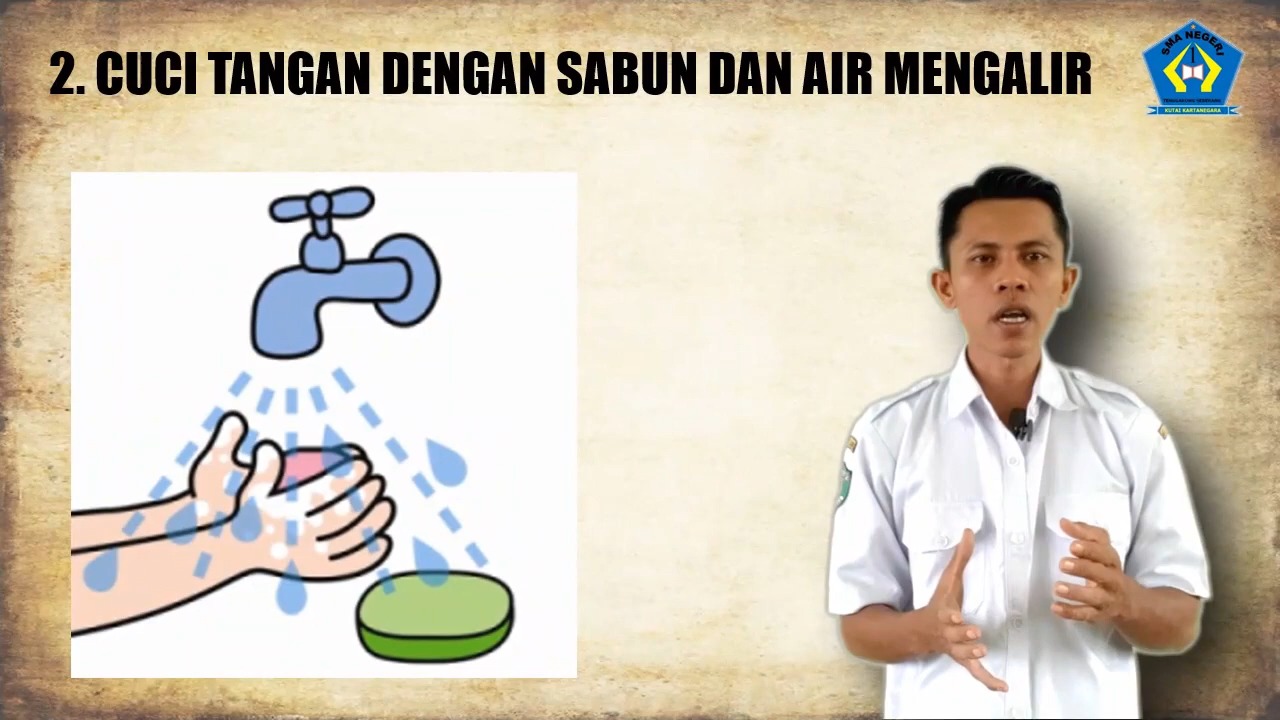 2. CUCI TANGAN DENGAN SABUN DAN AIR MENGALIR
SMA NEGERI
KUTAI KARTANEGARA